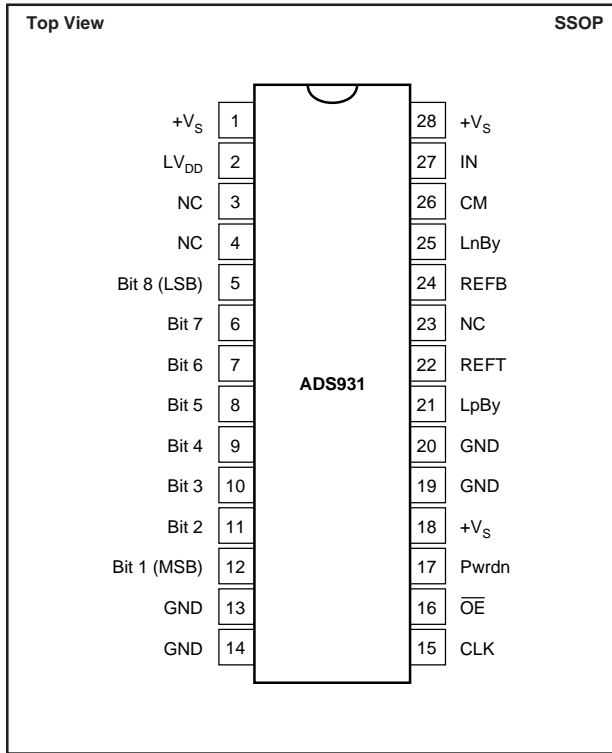 Top View SSOP
+VS 1 28 +VS
LVDD 2 27 IN
NC 3 26 CM
NC 4 25 LnBy
Bit 8 (LSB) 5 24 REFB
Bit 7 6 23 NC
Bit 6 7 22 REFT
ADS931
Bit 5 8 21 LpBy
Bit 4 9 20 GND
Bit 3 10 19 GND
Bit 2 11 18 +VS
Bit 1 (MSB) 12 17 Pwrdn
GND 13 16 O̅E̅
GND 14 15 CLK